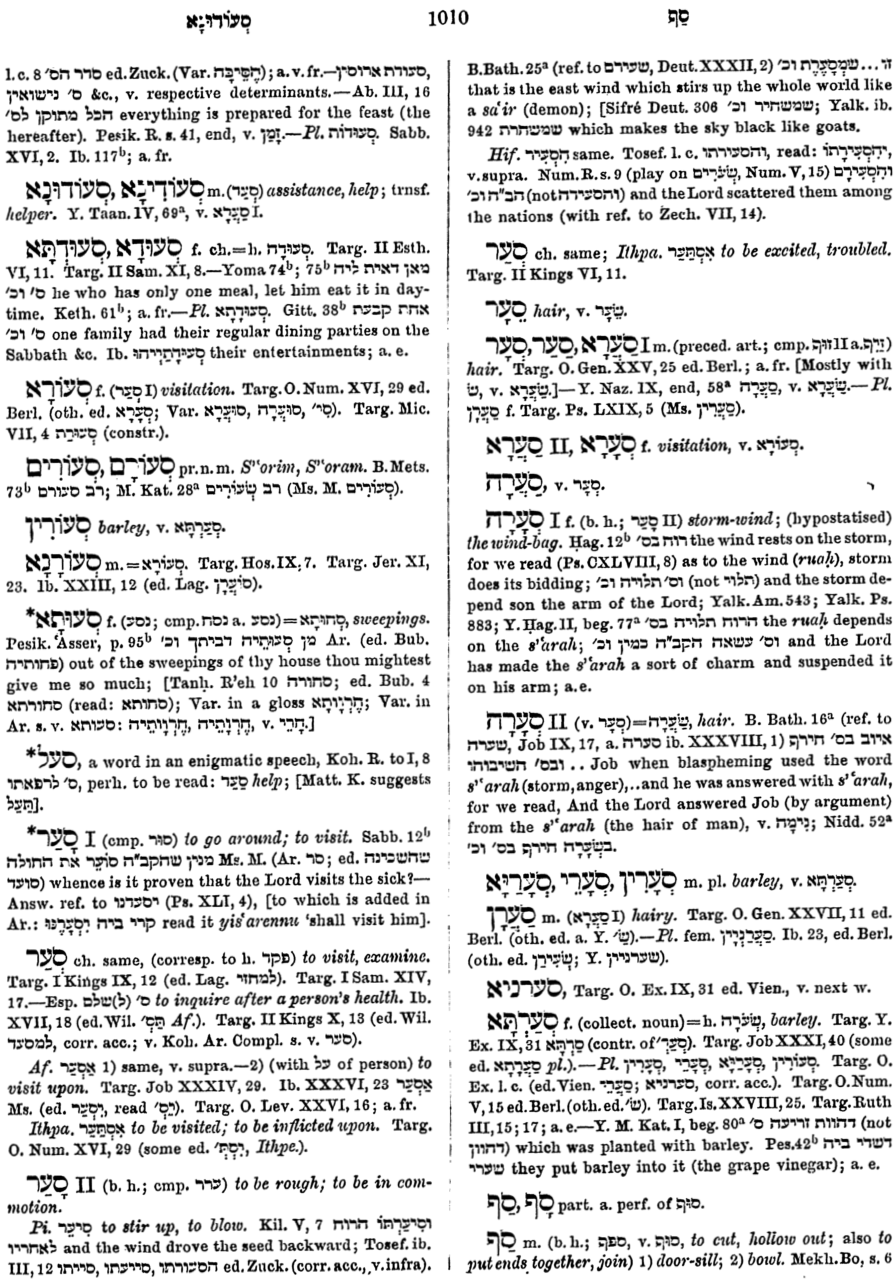 סְעוֹדוּנָא
1010
סַף
l. c. 8 סדר הס׳ ed. Zuck. (Var. הֲסִיבָּה); a. v. fr.—סעודת ארוסין,
ס׳ נישואין &c., v. respective determinants.—Ab. III, 16
הכל מתוקן לס׳ everything is prepared for the feast (the
hereafter). Pesik. R. s. 41, end, v. זָמַן.—Pl. סְעוּדוֹת. Sabb.
XVI, 2. Ib. 117ᵇ; a. fr.
סְעוֹדוּנָא, סְעוֹדִינָא m. (סָעַד) assistance, help; trnsf.
helper. Y. Taan. IV, 69ᵃ, v. סַעֲרָא I.
סְעוּדָא, סְעוּדְתָּא f. ch.=h. סְעוּדָה. Targ. II Esth.
VI, 11. Targ. II Sam. XI, 8.—Yoma 74ᵇ; 75ᵇ מאן דאית ליה
ס׳ וכ׳ he who has only one meal, let him eat it in day-
time. Keth. 61ᵇ; a. fr.—Pl. סְעוּדָתָא. Gitt. 38ᵇ אחת קבעה
ס׳ וכ׳ one family had their regular dining parties on the
Sabbath &c. Ib. סְעוּדָתַיְיהוּ their entertainments; a. e.
סְעוֹרָא f. (סְעַר I) visitation. Targ. O. Num. XVI, 29 ed.
Berl. (oth. ed. סְעָרָא; Var. סוּעֲרָא, סוּעֲרָה, סִי׳). Targ. Mic.
VII, 4 סְעוֹרַת (constr.).
סְעוֹרִים, סְעוֹרָם pr. n. m. S‘‘orim, S‘‘oram. B. Mets.
73ᵇ רב סעורם; M. Kat. 28ᵃ רב שְׂעוֹרִים (Ms. M. סְעוֹרִים).
סְעוֹרִין barley, v. סְעַרְתָּא.
סְעוֹרָנָא m.=סְעוֹרָא. Targ. Hos. IX, 7. Targ. Jer. XI,
23. Ib. XXIII, 12 (ed. Lag. סוֹעֲרָן).
*סְעוּתָא f. (נסע; cmp. נסח a. נסע)=סְחוּתָא, sweepings.
Pesik. ‘Asser, p. 95ᵇ מן סְעוּתֵיהּ דביתך וכ׳ Ar. (ed. Bub.
פחותיה) out of the sweepings of thy house thou mightest
give me so much; [Tanḥ. R’eh 10 סחורה; ed. Bub. 4
סחורתא (read: סחותא); Var. in a gloss חֶרְוָותָא; Var. in
Ar. s. v. סעותא: חֶרְוָותֵיהּ, חֶרְוָותֵיהּ, v. חֲרֵי.]
*סעל, a word in an enigmatic speech, Koh. R. to I, 8
ס׳ לרפאתו, perh. to be read: סַעַד help; [Matt. K. suggests
תַּעַל].
*סָעַר I (cmp. סור) to go around; to visit. Sabb. 12ᵇ
מנין שהקב״ה סוֹעֵר את החולה Ms. M. (Ar. סר; ed. שהשכינה
סועד) whence is it proven that the Lord visits the sick?—
Answ. ref. to יסעדנו (Ps. XLI, 4), [to which is added in
Ar.: קרי ביה יִסְעָרֶנּוּ read it yis‘arennu ‘shall visit him].
סְעַר ch. same, (corresp. to h. פקד) to visit, examine.
Targ. I Kings IX, 12 (ed. Lag. למחזי). Targ. I Sam. XIV,
17.—Esp. ס׳ (ל)שלם to inquire after a person’s health. Ib.
XVII, 18 (ed. Wil. תַּסְ׳ Af.). Targ. II Kings X, 13 (ed. Wil.
למסעד, corr. acc.; v. Koh. Ar. Compl. s. v. סער).
Af. אַסְעַר 1) same, v. supra.—2) (with על of person) to
visit upon. Targ. Job XXXIV, 29. Ib. XXXVI, 23 אַסְעַר
Ms. (ed. יִסְעַר, read יַסְ׳). Targ. O. Lev. XXVI, 16; a. fr.
Ithpa. אִסְתְּעַר to be visited; to be inflicted upon. Targ.
O. Num. XVI, 29 (some ed. יִסְתְּ׳, Ithpe.).
סָעַר II (b. h.; cmp. ערר) to be rough; to be in com-
motion.
Pi. סִיעֵר to stir up, to blow. Kil. V, 7 וסִיעֲרַתּוּ הרוח
לאחריו and the wind drove the seed backward; Tosef. ib.
III, 12 הסעורתו, סייעתו, סייתו ed. Zuck. (corr. acc., v. infra).
B. Bath. 25ᵃ (ref. to שעירם, Deut. XXXII, 2) זו ... שמְסָעֶרֶת וכ׳
that is the east wind which stirs up the whole world like
a sa‘ir (demon); [Sifré Deut. 306 שמשחיר וכ׳; Yalk. ib.
942 שמשחרת which makes the sky black like goats.
Hif. הִסְעִיר same. Tosef. l. c. והסעורתו, read: והִסְעִירָתוֹ,
v. supra. Num. R. s. 9 (play on שְׂעֹרִים, Num. V, 15) והִסְעִירָם
הב״ה וכ׳ (not והסעידה) and the Lord scattered them among
the nations (with ref. to Zech. VII, 14).
סְעַר ch. same; Ithpa. אִסְתַּעַר to be excited, troubled.
Targ. II Kings VI, 11.
סֵעָר hair, v. שֵׂעָר.
סְעָר, סַעַר, סַעֲרָא I m. (preced. art.; cmp. זוּף II a. זִיף)
hair. Targ. O. Gen. XXV, 25 ed. Berl.; a. fr. [Mostly with
שׂ, v. שַׂעֲרָא.]—Y. Naz. IX, end, 58ᵃ סַעֲרָה, v. שַׂעֲרָא.—Pl.
סַעֲרָן f. Targ. Ps. LXIX, 5 (Ms. סַעֲרִין).
סַעֲרָא II, סְעָרָא f. visitation, v. סְעוֹרָא.
סַעֲרָה, v. סְעַר.
סְעָרָה I f. (b. h.; סָעַר II) storm-wind; (hypostatised)
the wind-bag. Ḥag. 12ᵇ רוח בס׳ the wind rests on the storm,
for we read (Ps. CXLVIII, 8) as to the wind (ruaḥ), storm
does its bidding; וס׳ תלויה וכ׳ (not תלוי) and the storm de-
pend son the arm of the Lord; Yalk. Am. 543; Yalk. Ps.
883; Y. Ḥag. II, beg. 77ᵃ הרוח תלויה בס׳ the ruaḥ depends
on the s‘‘arah; וס׳ עשאה הקב״ה כמין וכ׳ and the Lord
has made the s‘‘arah a sort of charm and suspended it
on his arm; a. e.
סְעָרָה II (v. סְעָר)=שְׂעָרָה, hair. B. Bath. 16ᵃ (ref. to
שערה, Job IX, 17, a. סערה ib. XXXVIII, 1) איוב בס׳ חירף
ובס׳ השיבוהו .. Job when blaspheming used the word
s‘‘arah (storm, anger), .. and he was answered with s‘‘arah,
for we read, And the Lord answered Job (by argument)
from the s‘‘arah (the hair of man), v. נִימָה; Nidd. 52ᵃ
בִּשְׂעָרָה חירף בס׳ וכ׳.
סְעָרִין, סְעָרֵי, סְעָרַיָּא m. pl. barley, v. סְעַרְתָּא.
סַעֲרָן m. (סַעֲרָא I) hairy. Targ. O. Gen. XXVII, 11 ed.
Berl. (oth. ed. a. Y. שַׂ׳).—Pl. fem. סַעֲרָנְיָין. Ib. 23, ed. Berl.
(oth. ed. שְׂעִירַן; Y. שערניין).
סערניא, Targ. O. Ex. IX, 31 ed. Vien., v. next w.
סְעַרְתָּא f. (collect. noun)=h. שְׂעֹרָה, barley. Targ. Y.
Ex. IX, 31 סַרְתָּא (contr. of סְעַר׳). Targ. Job XXXI, 40 (some
ed. סַעֲרָתָא pl.).—Pl. סְעוֹרִין, סְעָרַיָּא, סְעָרֵי, סְעָרִין. Targ. O.
Ex. l. c. (ed. Vien. סערניא; סַעֲרֵי, corr. acc.). Targ. O. Num.
V, 15 ed. Berl. (oth. ed. שׂ׳). Targ. Is. XXVIII, 25. Targ. Ruth
III, 15; 17; a. e.—Y. M. Kat. I, beg. 80ᵃ דהוות זריעה ס׳ (not
דהוון) which was planted with barley. Pes. 42ᵇ דשדי ביה
שערי they put barley into it (the grape vinegar); a. e.
סָף, סַף part. a. perf. of סוּף.
סַף m. (b. h.; ספף, v. סוּף, to cut, hollow out; also to
put ends together, join) 1) door-sill; 2) bowl. Mekh. Bo, s. 6